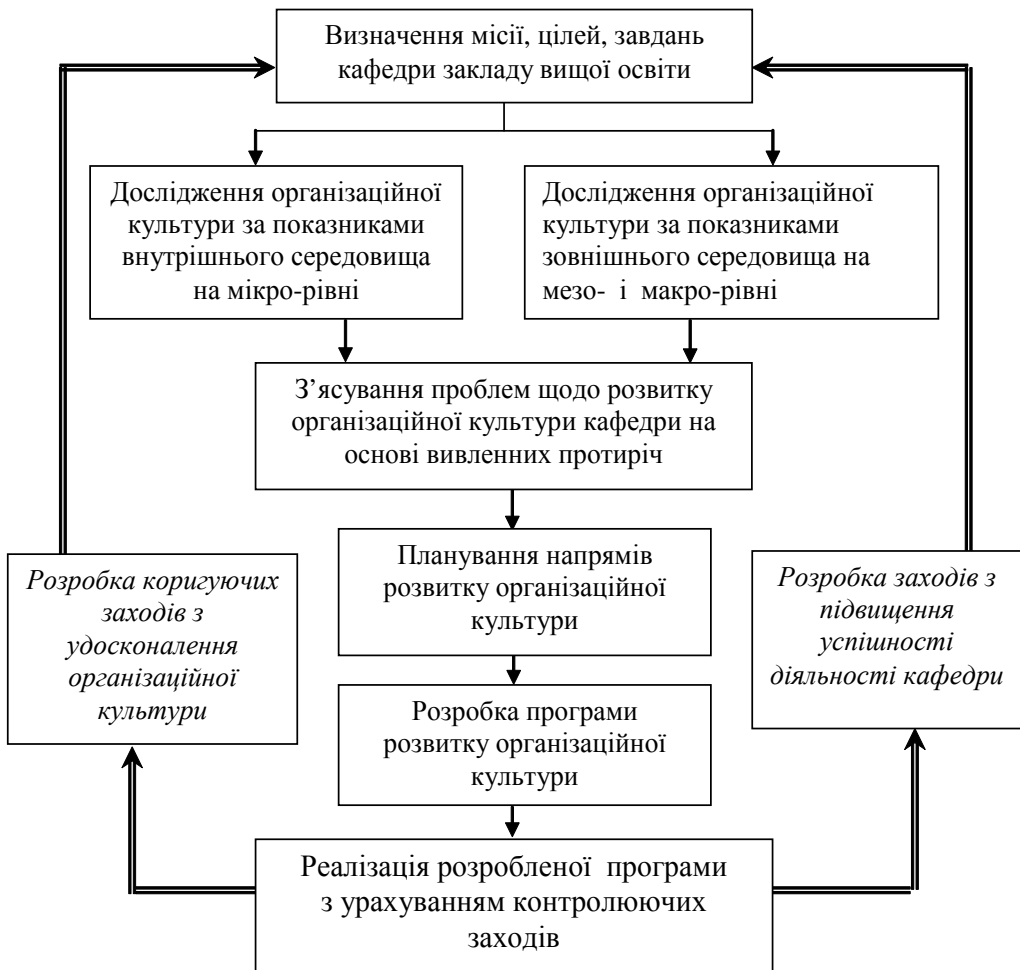 Визначення місії, цілей, завдань
кафедри закладу вищої освіти
Дослідження організаційної
культури за показниками
внутрішнього середовища
на мікро-рівні
Дослідження організаційної
культури за показниками
зовнішнього середовища на
мезо- і макро-рівні
З’ясування проблем щодо розвитку
організаційної культури кафедри на
основі вивленних протиріч
Планування напрямів
розвитку організаційної
культури
Розробка коригуючих
заходів з
удосконалення
організаційної
культури
Розробка заходів з
підвищення
успішності
діяльності кафедри
Розробка програми
розвитку організаційної
культури
Реалізація розробленої програми
з урахуванням контролюючих
заходів